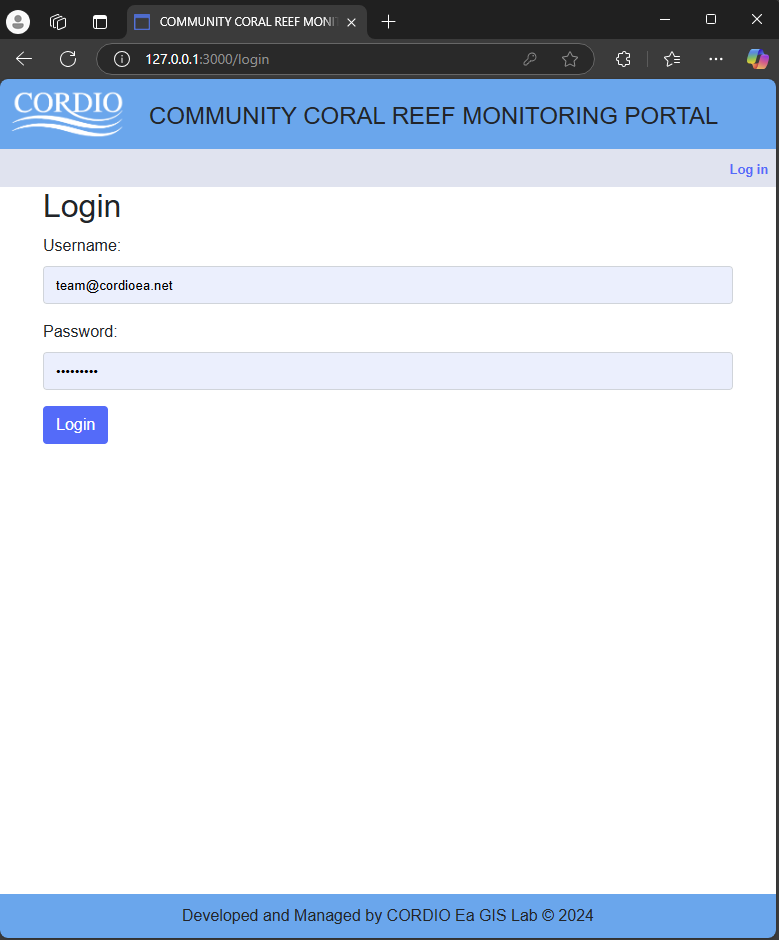 COMMUNITY CORAL REEF MONI
127.0.0.1:3000/login
CORDIO
COMMUNITY CORAL REEF MONITORING PORTAL
Log in
Login
Username:
team@cordioea.net
Password:
•••••••••
Login
Developed and Managed by CORDIO Ea GIS Lab © 2024